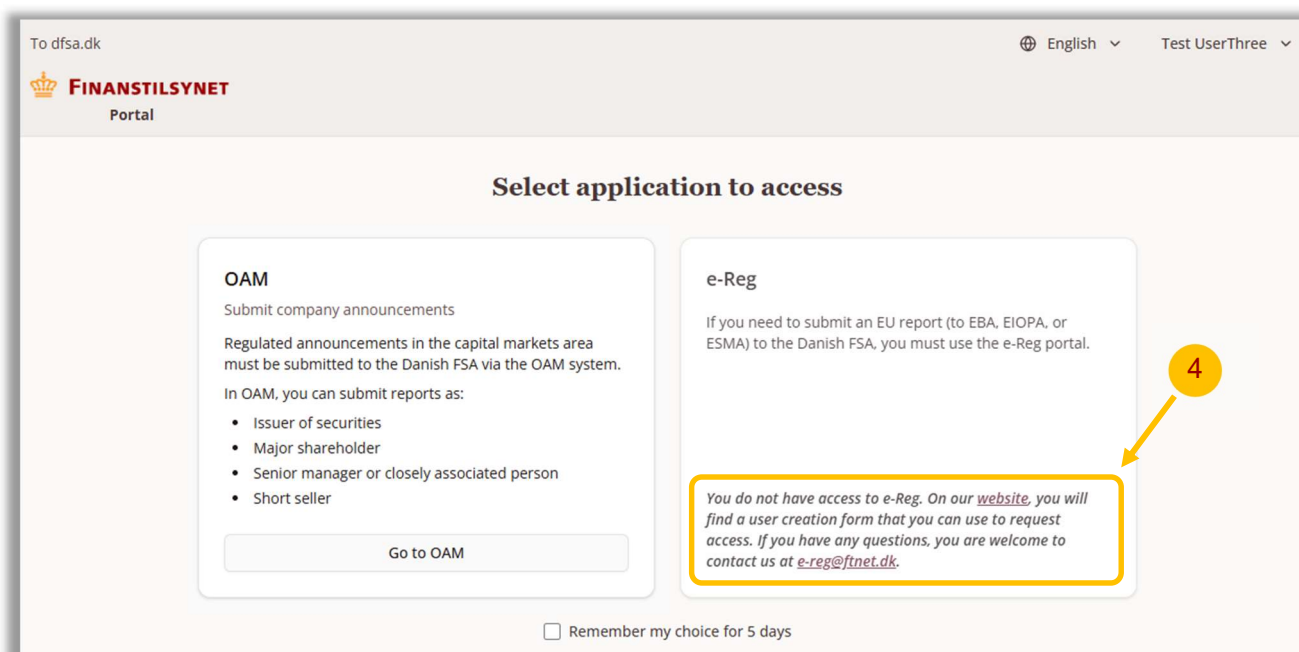 To dfsa.dk
English
Test UserThree
FINANSTILSYNET
Portal
Select application to access
OAM
Submit company announcements
Regulated announcements in the capital markets area
must be submitted to the Danish FSA via the OAM system.
In OAM, you can submit reports as:
• Issuer of securities
• Major shareholder
• Senior manager or closely associated person
• Short seller
Go to OAM
e-Reg
If you need to submit an EU report (to EBA, EIOPA, or
ESMA) to the Danish FSA, you must use the e-Reg portal.
4
You do not have access to e-Reg. On our website, you will
find a user creation form that you can use to request
access. If you have any questions, you are welcome to
contact us at e-reg@ftnet.dk.
Remember my choice for 5 days